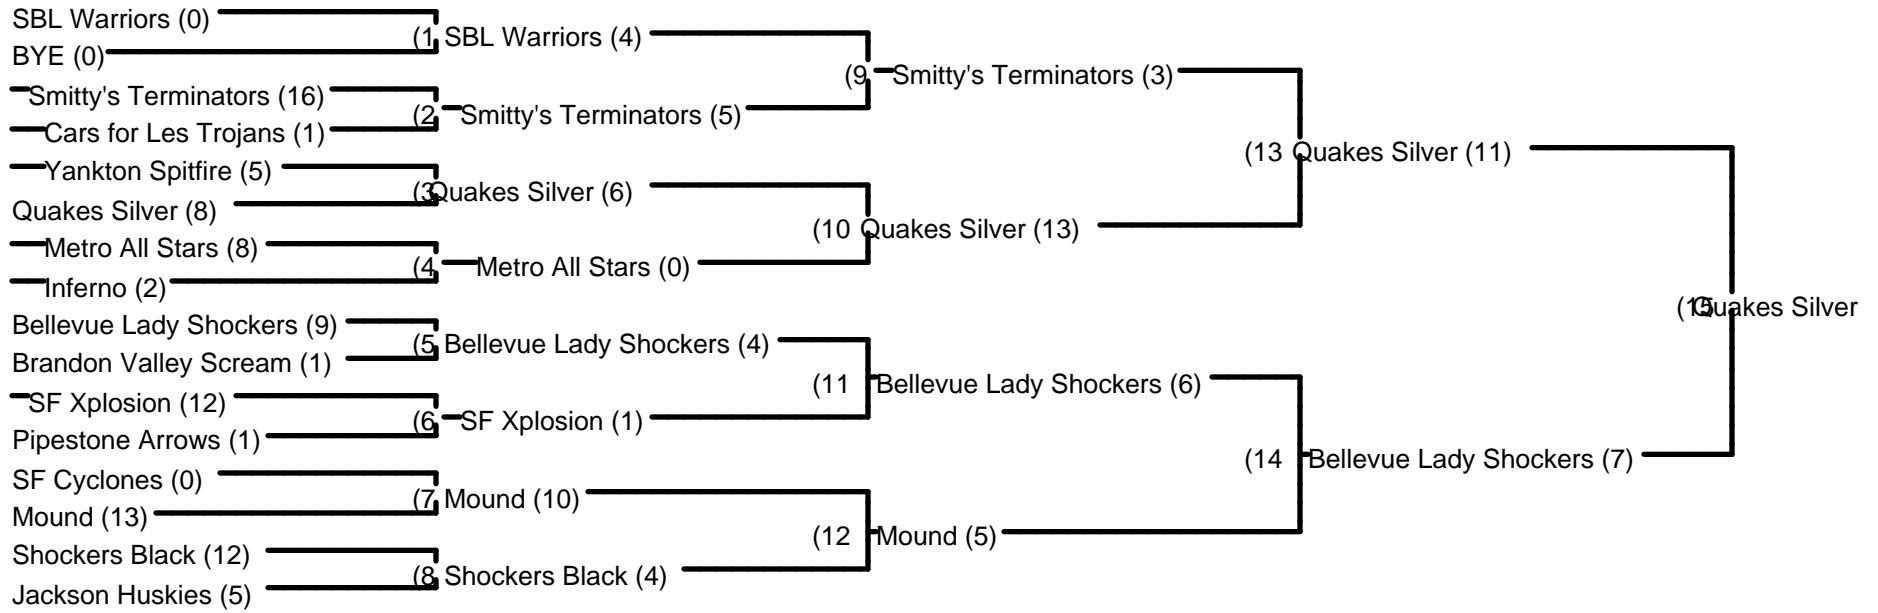 SBL Warriors (0)
BYE (0)
Smitty's Terminators (16)
Cars for Les Trojans (1)
Yankton Spitfire (5)
Quakes Silver (8)
Metro All Stars (8)
Inferno (2)
Bellevue Lady Shockers (9)
Brandon Valley Scream (1)
SF Xplosion (12)
Pipestone Arrows (1)
SF Cyclones (0)
Mound (13)
Shockers Black (12)
Jackson Huskies (5)
(1 SBL Warriors (4)
(2 Smitty's Terminators (5)
(3 Quakes Silver (6)
(4 Metro All Stars (0)
(5 Bellevue Lady Shockers (4)
(6 SF Xplosion (1)
(7 Mound (10)
(8 Shockers Black (4)
(9 Smitty's Terminators (3)
(10 Quakes Silver (13)
(11 Bellevue Lady Shockers (6)
(12 Mound (5)
(13 Quakes Silver (11)
(14 Bellevue Lady Shockers (7)
(15 Quakes Silver